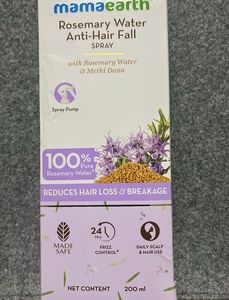 mamaearth
Rosemary Water
Anti-Hair Fall
SPRAY
with Rosemary Water
& Methi Dana
Spray Pump
100% Pure
Rosemary Water*
REDUCES HAIR LOSS & BREAKAGE
MADE
SAFE
24
FRIZZ
CONTROL*
DAILY SCALP
& HAIR USE
NET CONTENT 200 ml